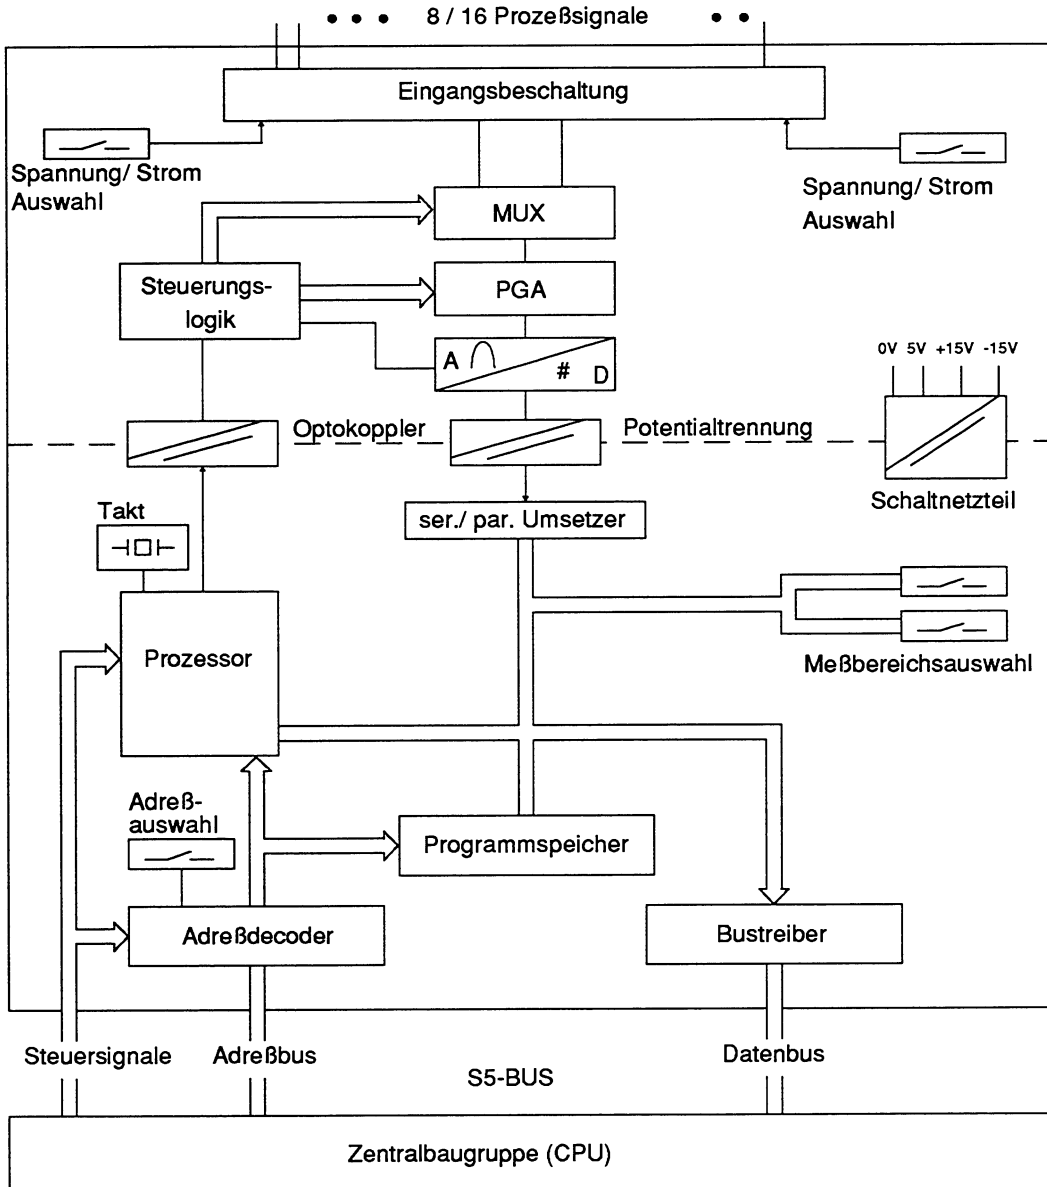 8 / 16 Prozeßsignale
Eingangsbeschaltung
Spannung/ Strom
Auswahl
Spannung/ Strom
Auswahl
MUX
Steuerungs-
logik
PGA
A
#
D
0V 5V +15V -15V
Optokoppler
Potentialtrennung
Schaltnetzteil
Takt
ser./ par. Umsetzer
Prozessor
Meßbereichsauswahl
Adreß-
auswahl
Programmspeicher
Adreßdecoder
Bustreiber
Steuersignale
Adreßbus
Datenbus
S5-BUS
Zentralbaugruppe (CPU)